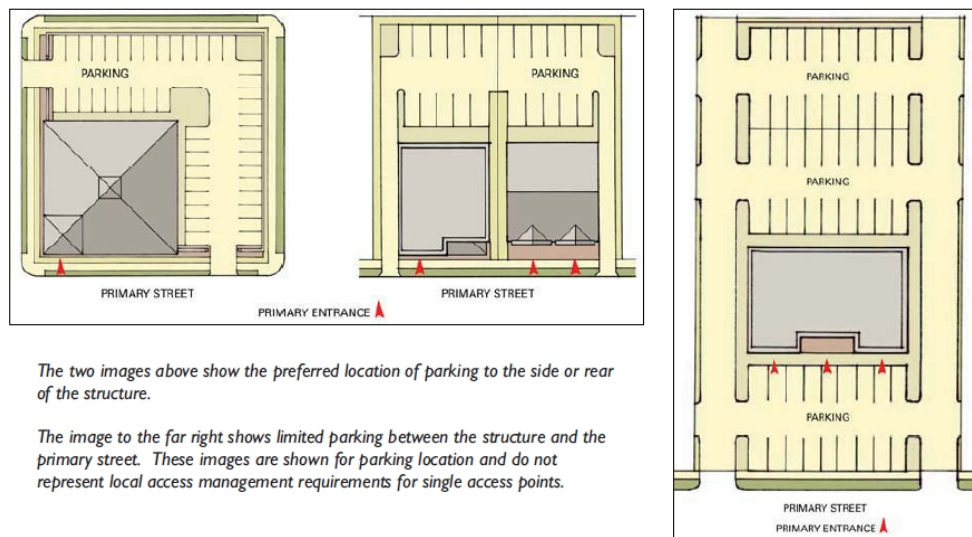 PARKING
PRIMARY STREET
PARKING
PARKING
PRIMARY STREET
PRIMARY ENTRANCE
The two images above show the preferred location of parking to the side or rear
of the structure.
The image to the far right shows limited parking between the structure and the
primary street. These images are shown for parking location and do not
represent local access management requirements for single access points.
PARKING
PARKING
PARKING
PRIMARY STREET
PRIMARY ENTRANCE